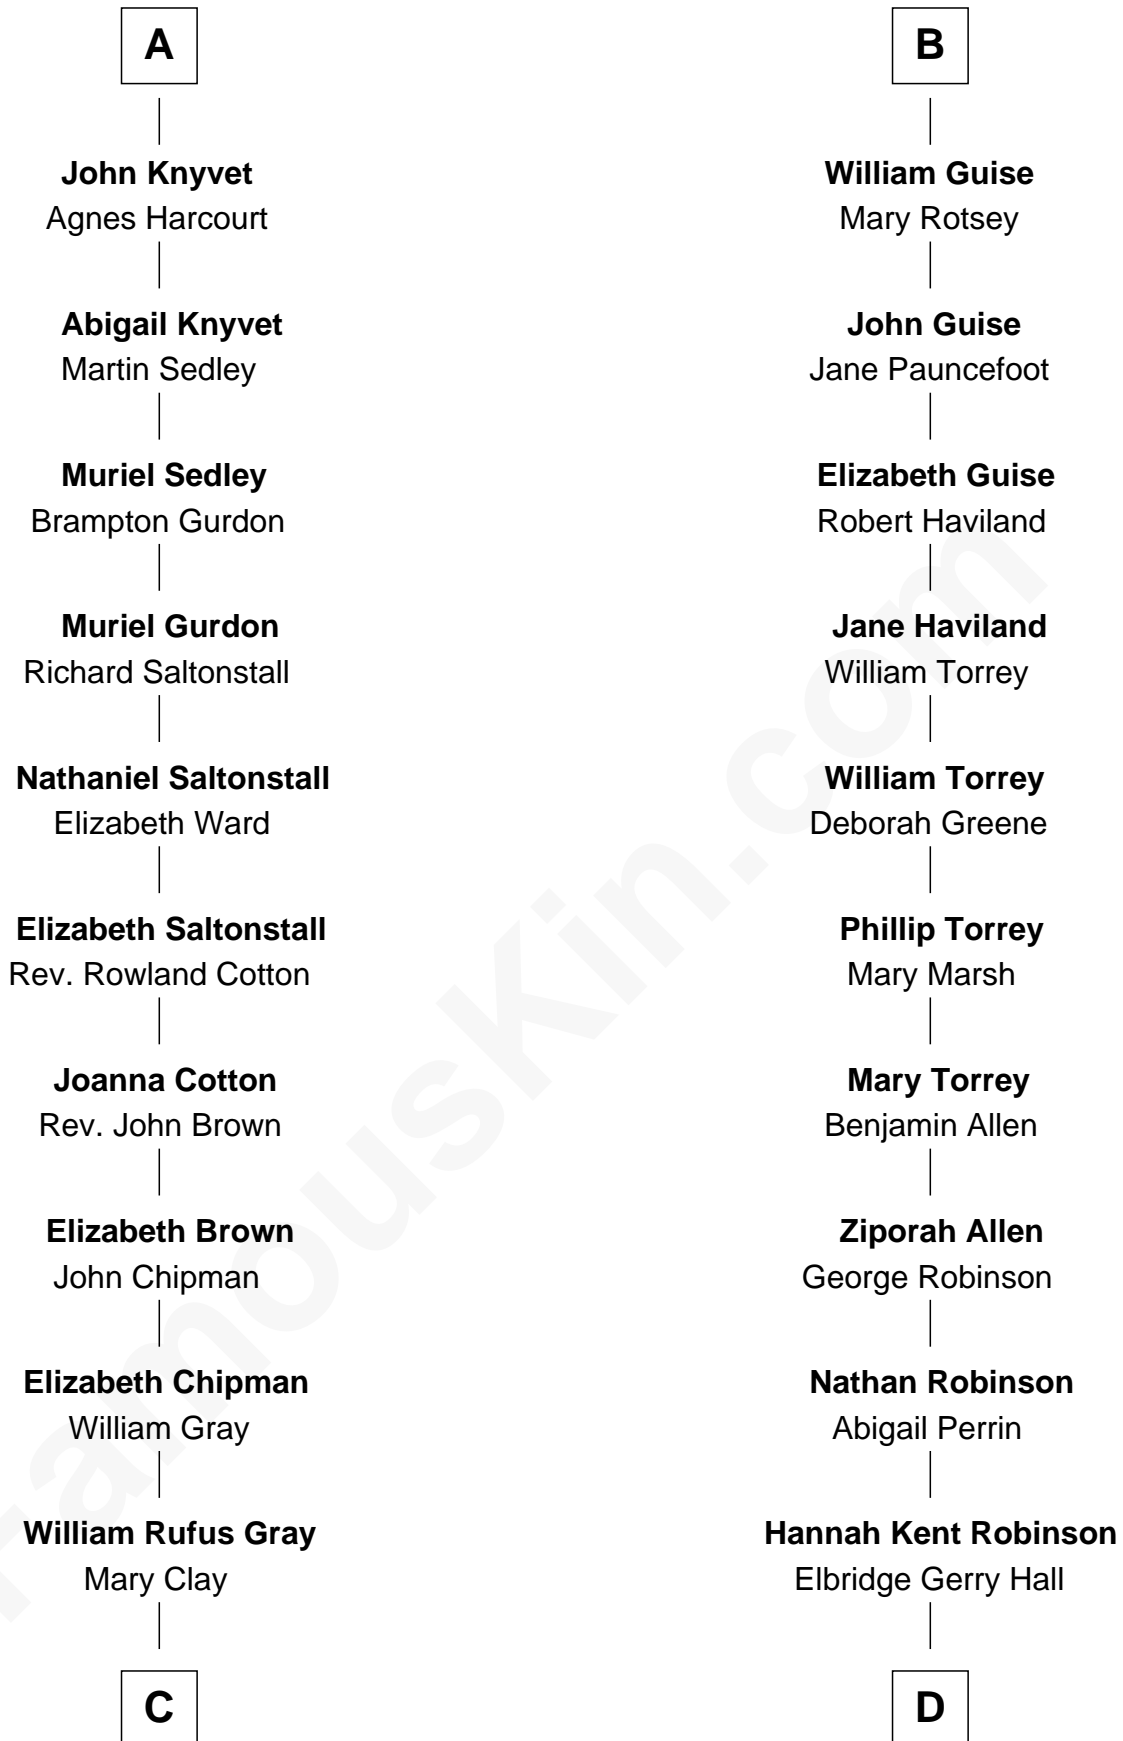 A
John Knyvet
Agnes Harcourt
Abigail Knyvet
Martin Sedley
Muriel Sedley
Brampton Gurdon
Muriel Gurdon
Richard Saltonstall
Nathaniel Saltonstall
Elizabeth Ward
Elizabeth Saltonstall
Rev. Rowland Cotton
Joanna Cotton
Rev. John Brown
Elizabeth Brown
John Chipman
Elizabeth Chipman
William Gray
William Rufus Gray
Mary Clay
C
B
William Guise
Mary Rotsey
John Guise
Jane Pauncefoot
Elizabeth Guise
Robert Haviland
Jane Haviland
William Torrey
William Torrey
Deborah Greene
Phillip Torrey
Mary Marsh
Mary Torrey
Benjamin Allen
Ziporah Allen
George Robinson
Nathan Robinson
Abigail Perrin
Hannah Kent Robinson
Elbridge Gerry Hall
D
FamousKin.com